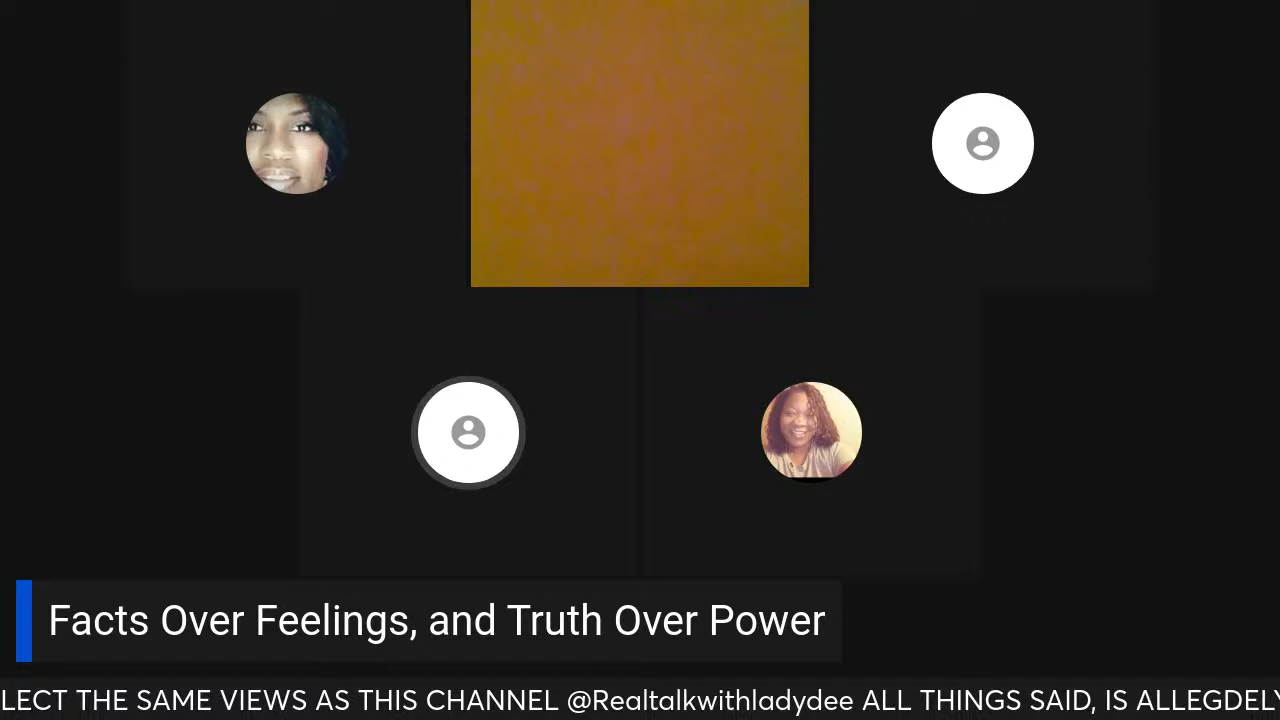 Facts Over Feelings, and Truth Over Power
LECT THE SAME VIEWS AS THIS CHANNEL @Realtalkwithladydee ALL THINGS SAID, IS ALLEGDELY